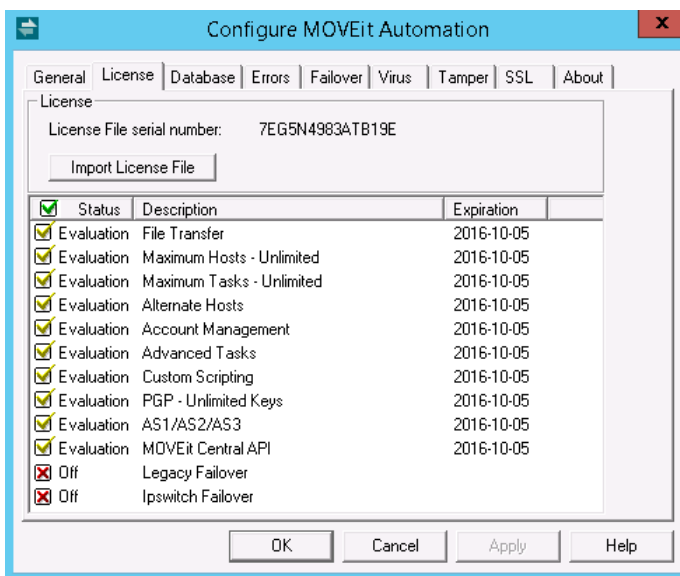 Configure MOVEit Automation
x
General License Database Errors Failover Virus Tamper SSL About
License
License File serial number: 7EG5N4983ATB19E
Import License File
Status Description Expiration
Evaluation File Transfer 2016-10-05
Evaluation Maximum Hosts - Unlimited 2016-10-05
Evaluation Maximum Tasks - Unlimited 2016-10-05
Evaluation Alternate Hosts 2016-10-05
Evaluation Account Management 2016-10-05
Evaluation Advanced Tasks 2016-10-05
Evaluation Custom Scripting 2016-10-05
Evaluation PGP - Unlimited Keys 2016-10-05
Evaluation AS1/AS2/AS3 2016-10-05
Evaluation MOVEit Central API 2016-10-05
Off Legacy Failover
Off Ipswitch Failover
OK Cancel Apply Help